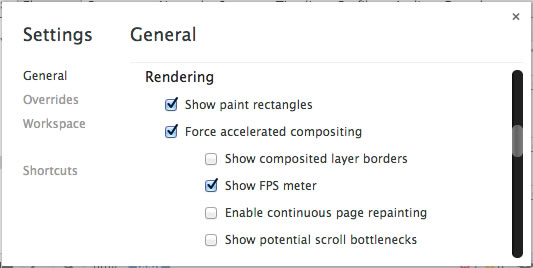 Settings
General
Overrides
Workspace
Shortcuts
General
Rendering
Show paint rectangles
Force accelerated compositing
Show composited layer borders
Show FPS meter
Enable continuous page repainting
Show potential scroll bottlenecks